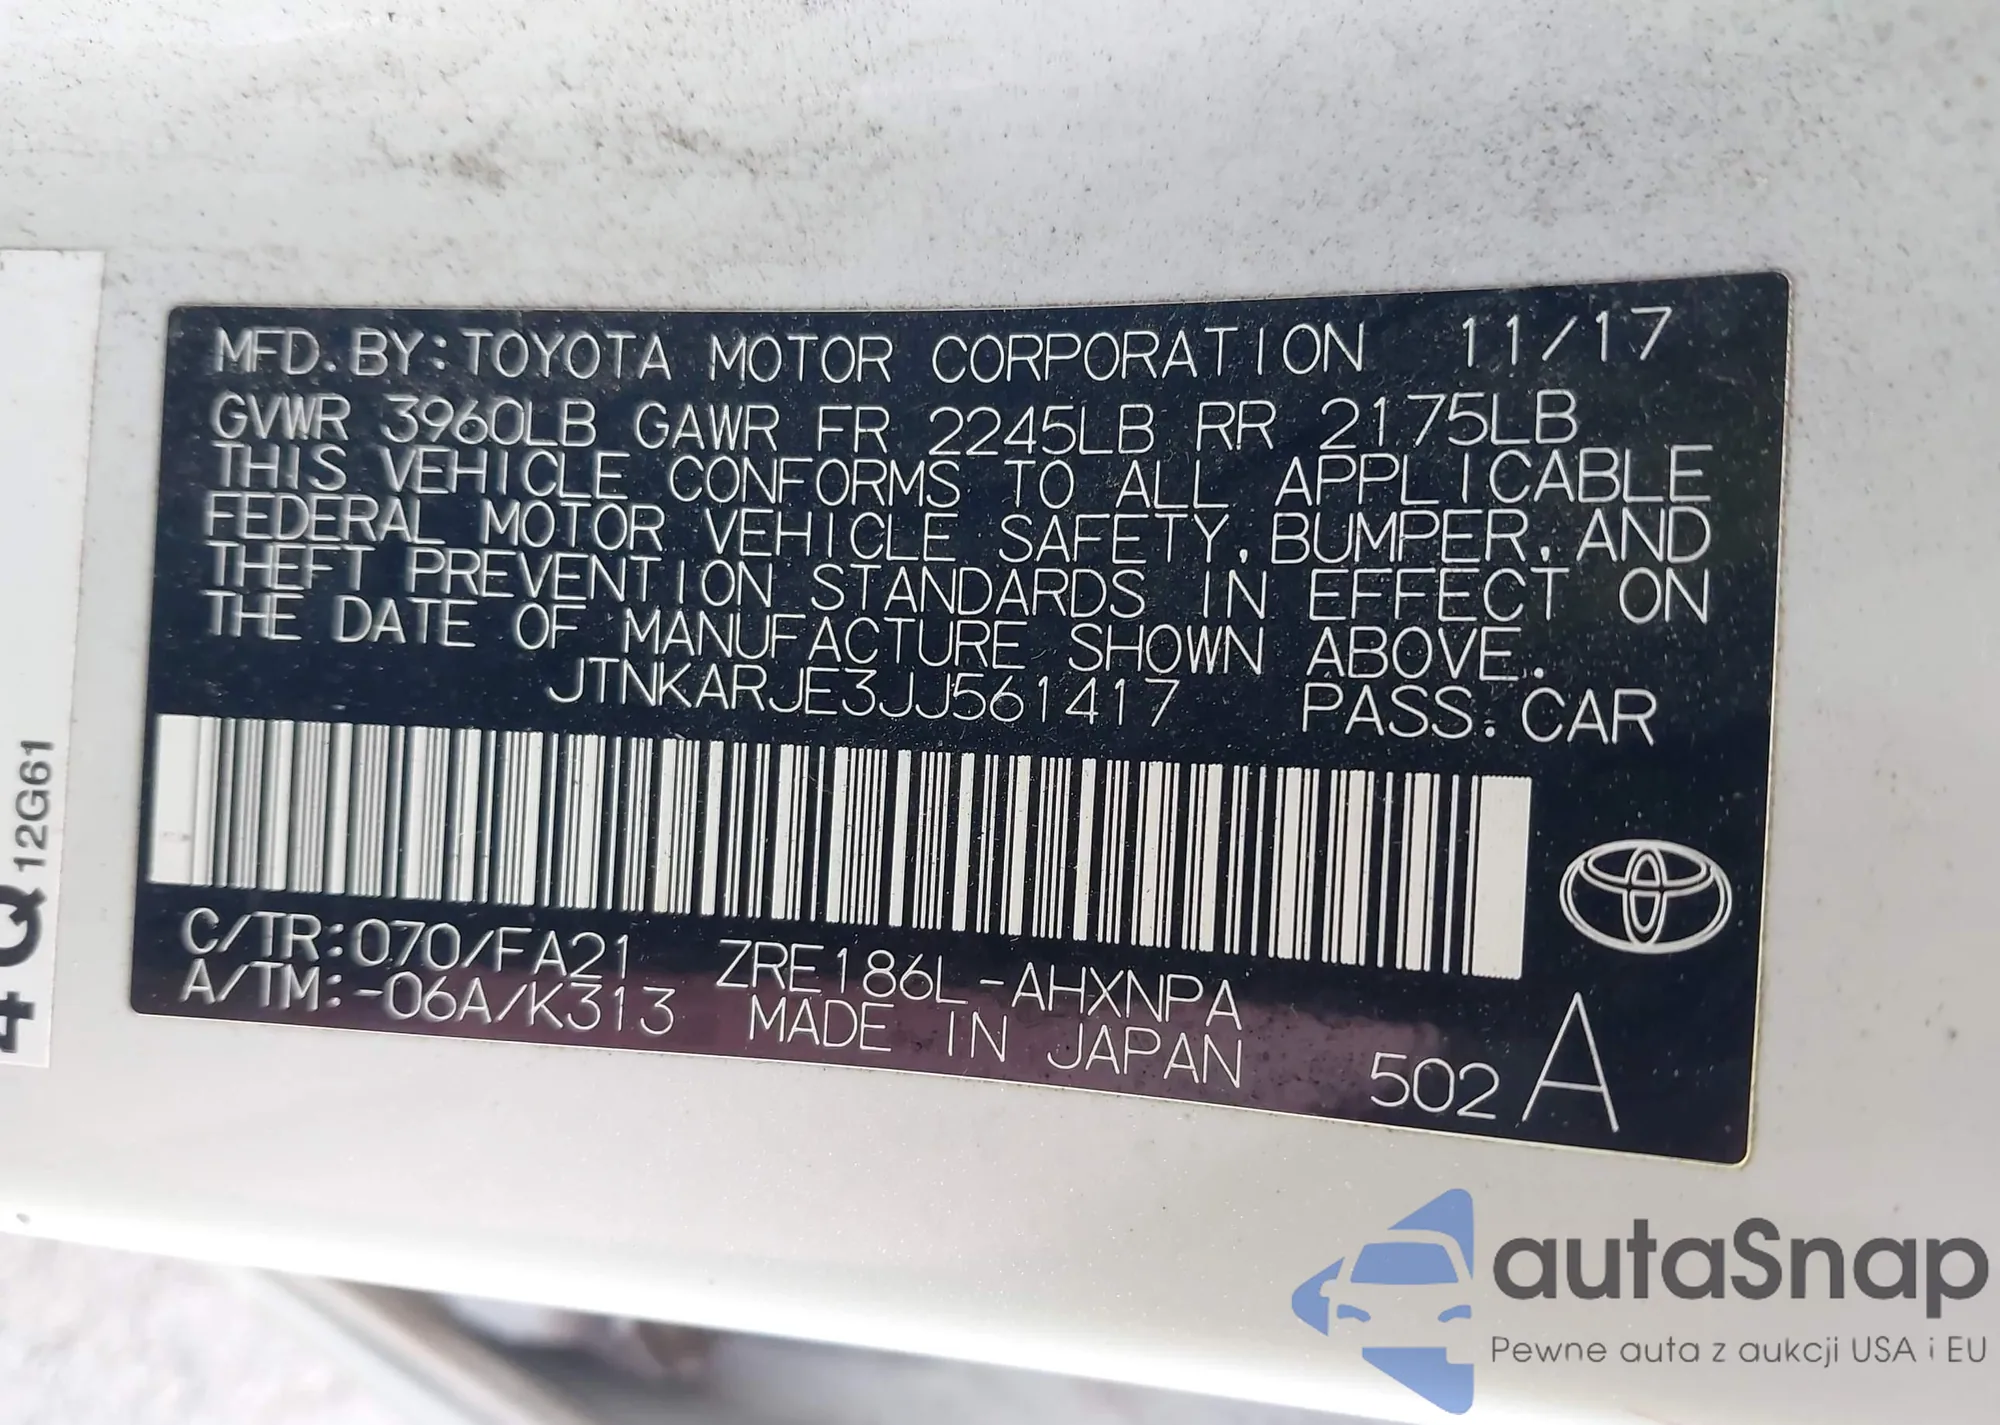 MFD.BY:TOYOTA MOTOR CORPORATION 11/17
GVWR 3960LB GAWR FR 2245LB RR 2175LB
THIS VEHICLE CONFORMS TO ALL APPLICABLE
FEDERAL MOTOR VEHICLE SAFETY,BUMPER,AND
THEFT PREVENTION STANDARDS IN EFFECT ON
THE DATE OF MANUFACTURE SHOWN ABOVE.
JTNKARJE3JJ561417 PASS.CAR
C/TR:070/FA21 ZRE186L-AHXNPA
A/TM:-06A/K313 MADE IN JAPAN 502 A
4 Q 12G61
autaSnap
Pewne auta z aukcji USA i EU